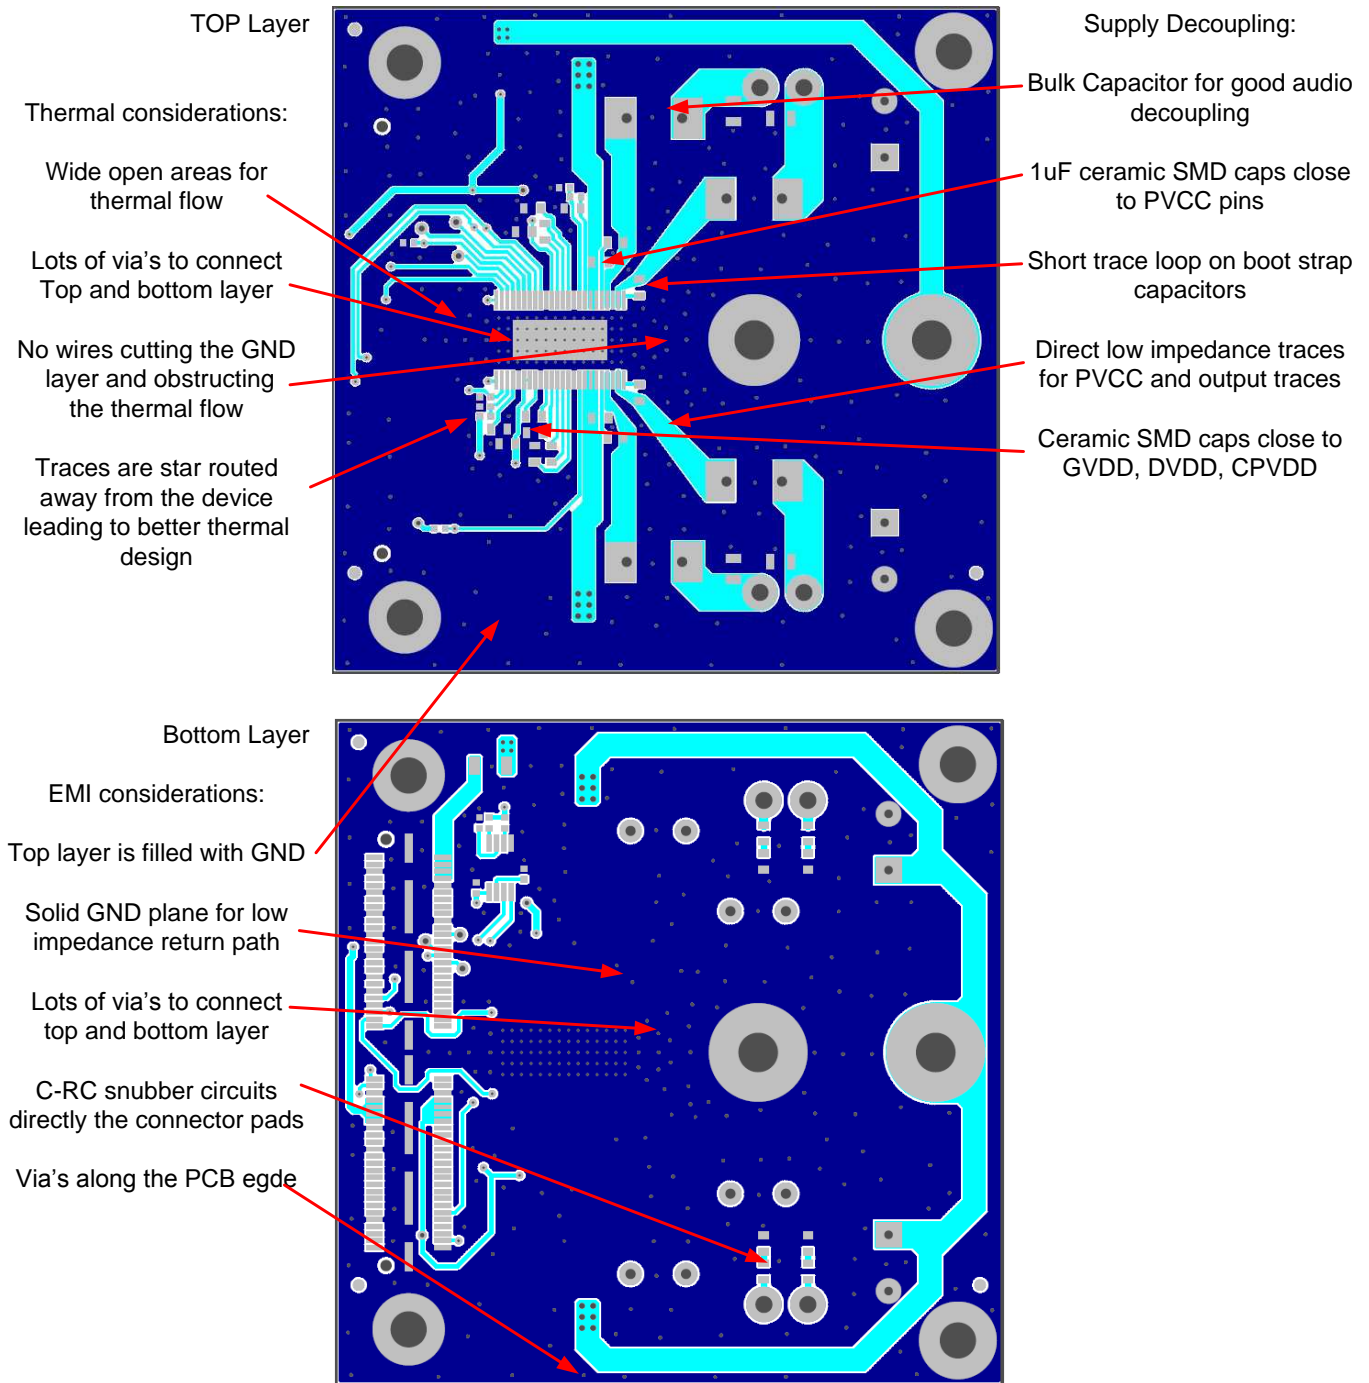 TOP Layer
Thermal considerations:
Wide open areas for
thermal flow
Lots of via's to connect
Top and bottom layer
No wires cutting the GND
layer and obstructing
the thermal flow
Traces are star routed
away from the device
leading to better thermal
design
Supply Decoupling:
Bulk Capacitor for good audio
decoupling
1uF ceramic SMD caps close
to PVCC pins
Short trace loop on boot strap
capacitors
Direct low impedance traces
for PVCC and output traces
Ceramic SMD caps close to
GVDD, DVDD, CPVDD
Bottom Layer
EMI considerations:
Top layer is filled with GND
Solid GND plane for low
impedance return path
Lots of via's to connect
top and bottom layer
C-RC snubber circuits
directly the connector pads
Via's along the PCB egde